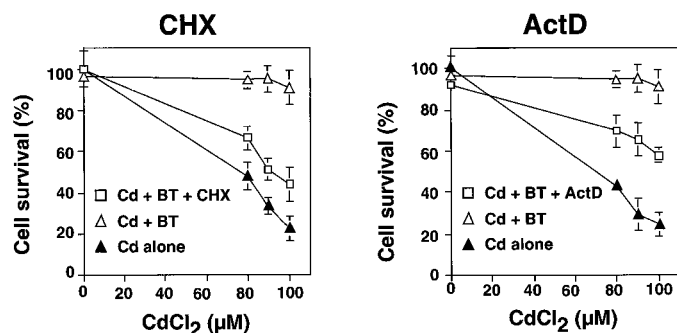 CHX
Cell survival (%)
100
80
60
40
20
0
□ Cd + BT + CHX
△ Cd + BT
▲ Cd alone
0 20 40 60 80 100
CdCl2 (µM)
ActD
Cell survival (%)
100
80
60
40
20
0
□ Cd + BT + ActD
△ Cd + BT
▲ Cd alone
0 20 40 60 80 100
CdCl2 (µM)